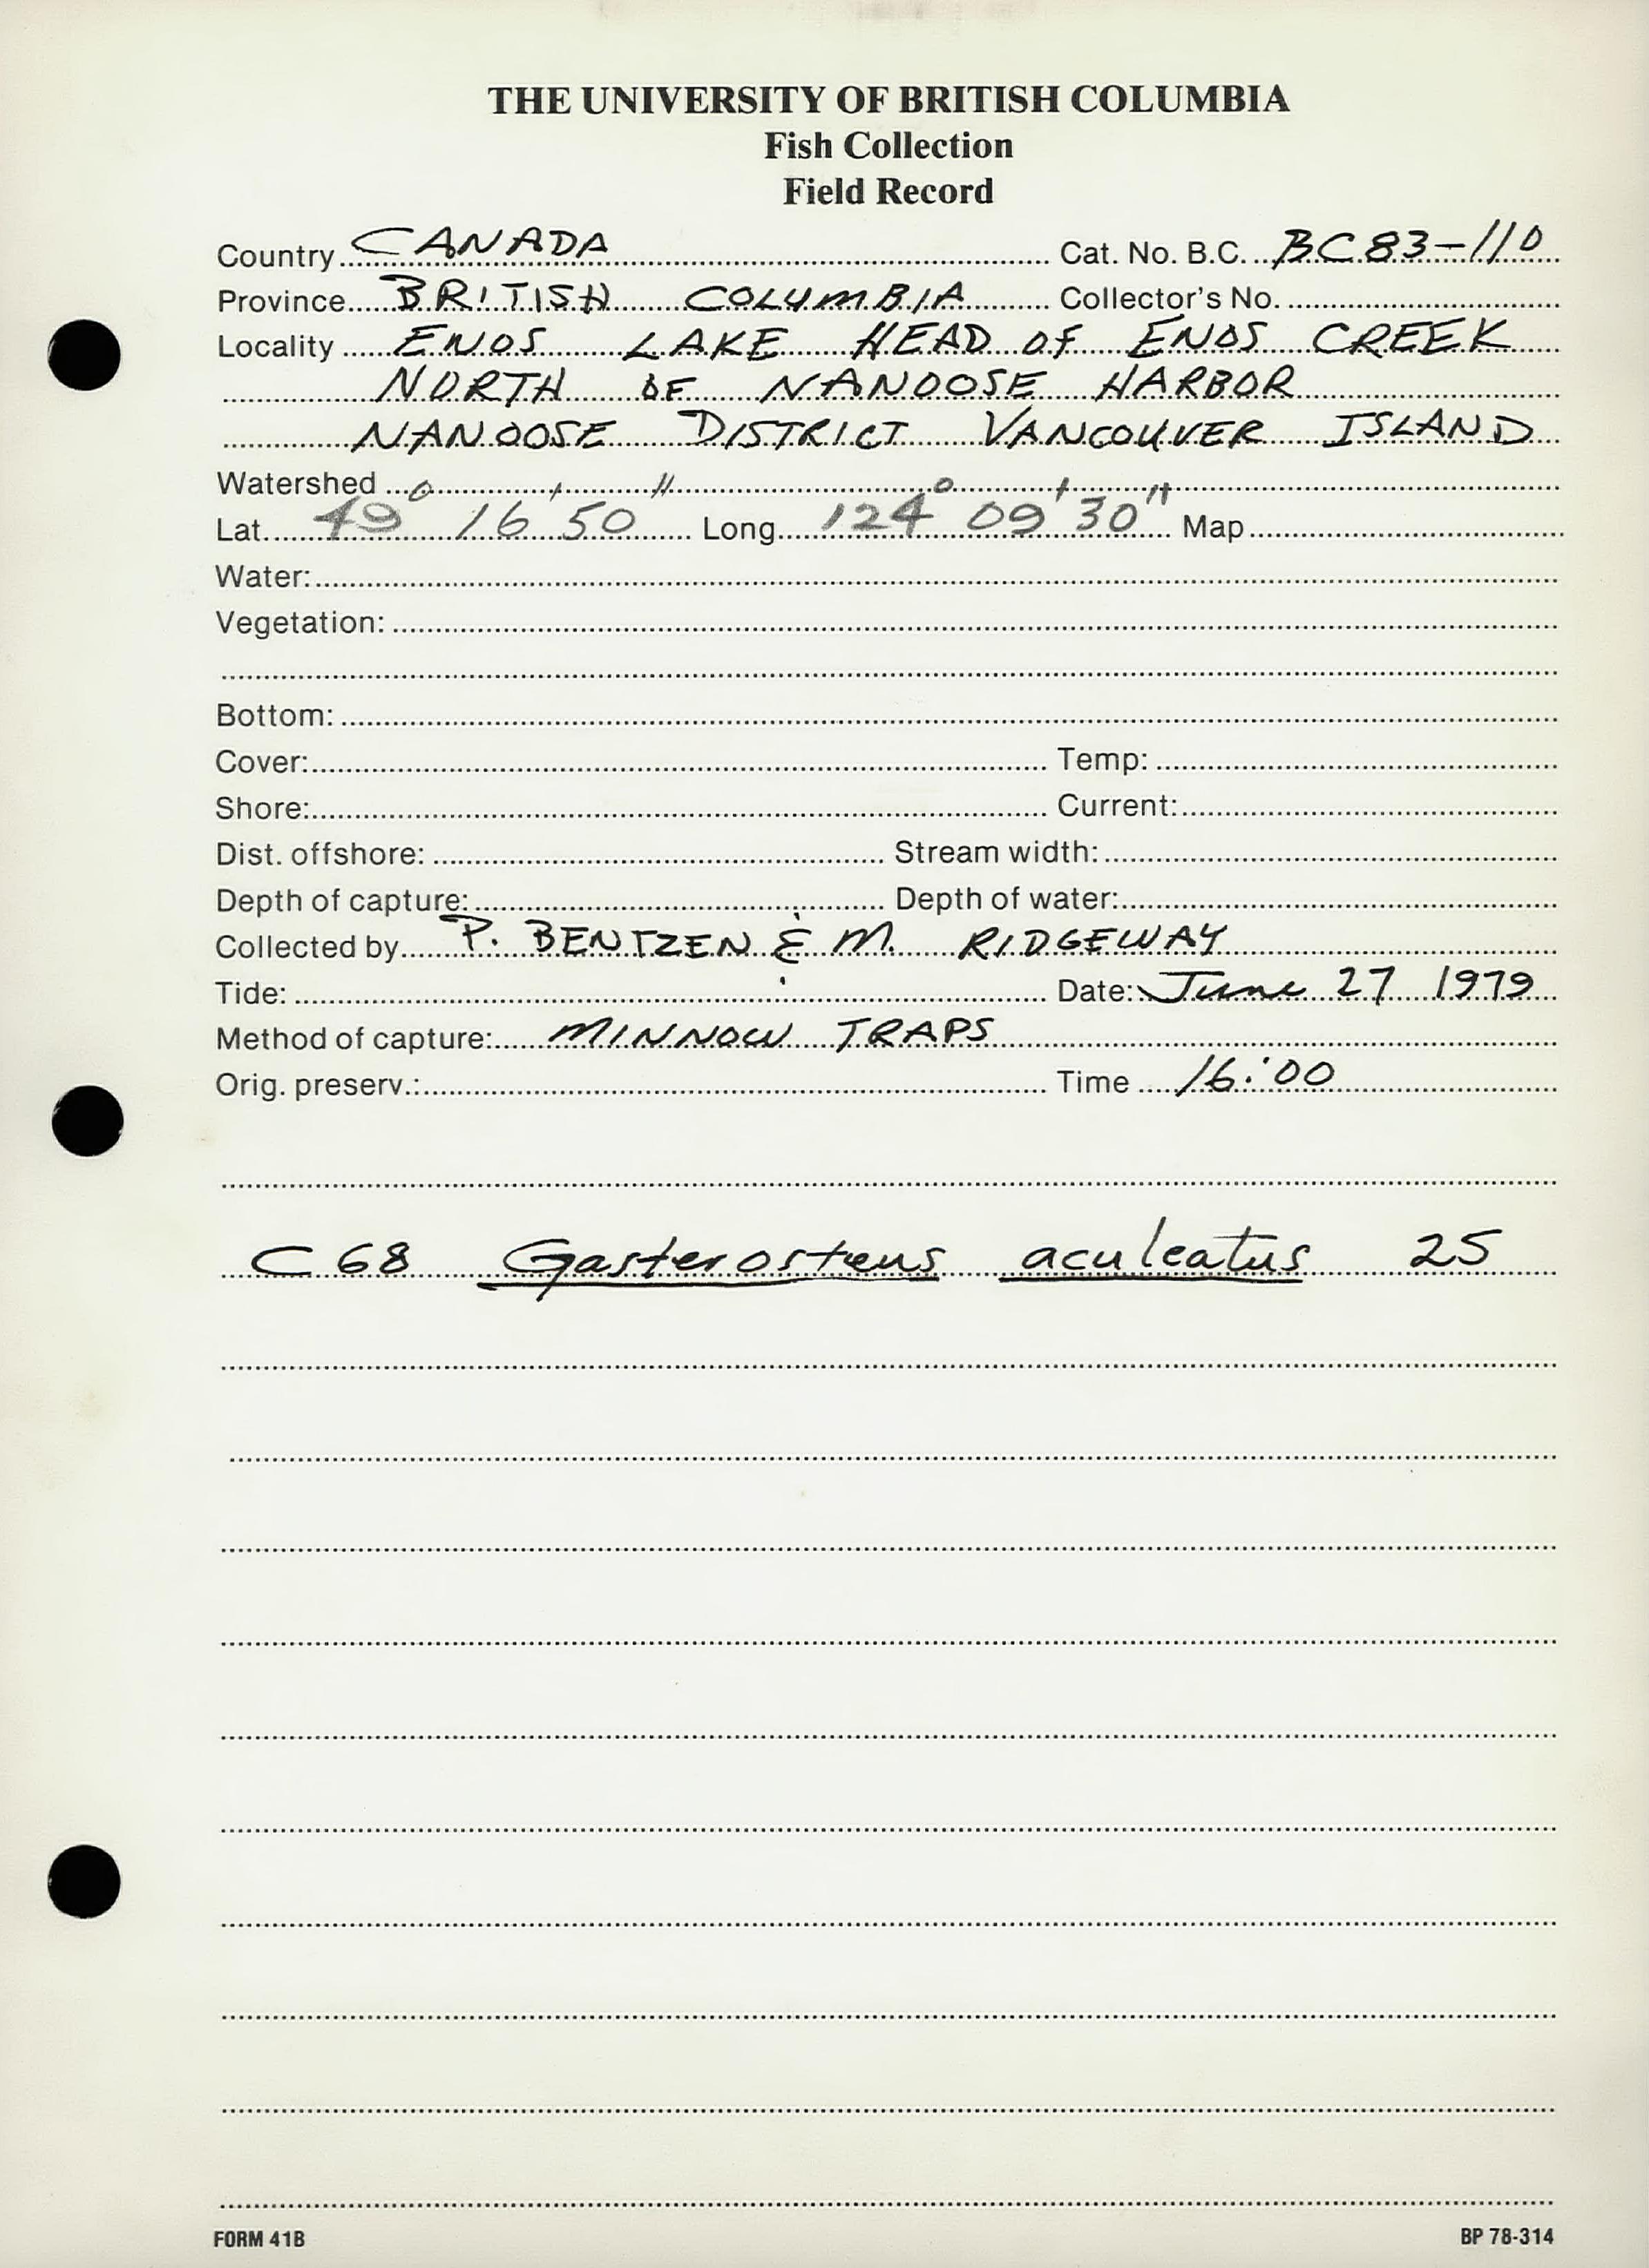 THE UNIVERSITY OF BRITISH COLUMBIA
Fish Collection
Field Record
Country CANADA Cat. No. B.C. BC83-110
Province BRITISH COLUMBIA Collector's No.
Locality ENOS LAKE HEAD OF ENOS CREEK
NORTH OF NANOOSE HARBOR
NANOOSE DISTRICT VANCOUVER ISLAND
Watershed
Lat. 49° 16' 50" Long. 124° 09' 30" Map
Water:
Vegetation:
Bottom:
Cover: Temp:
Shore: Current:
Dist. offshore: Stream width:
Depth of capture: Depth of water:
Collected by P. BENTZEN & M. RIDGEWAY
Tide: Date: June 27 1979
Method of capture: MINNOW TRAPS
Orig. preserv.: Time 16:00
C 68 Gasterosteus aculeatus 25
FORM 41B BP 78-314